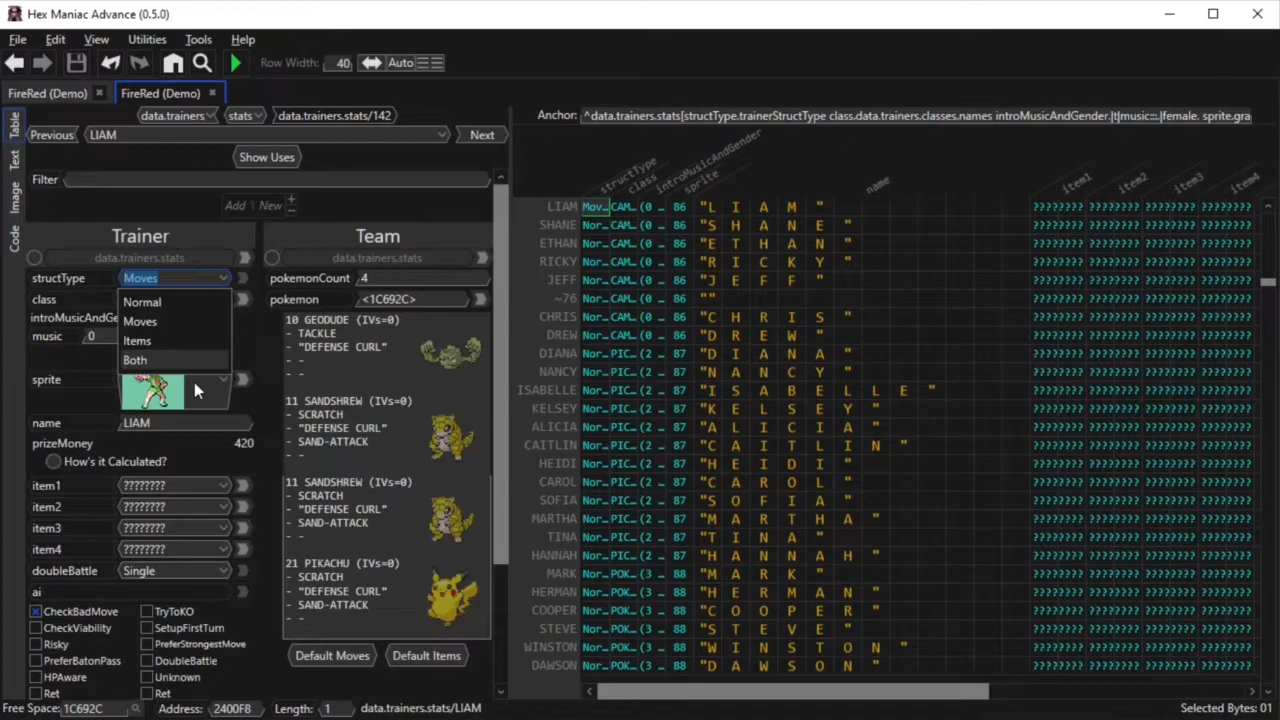 Hex Maniac Advance (0.5.0)
File Edit View Utilities Tools Help
Row Width: 40 Auto
FireRed (Demo) FireRed (Demo)
Table
Text
Image
Code
data.trainers stats data.trainers.stats/142
Previous LIAM Next
Show Uses
Filter
Add 1 New
Trainer
data.trainers.stats
structType Moves
Normal
Moves
Items
Both
class
introMusicAndGe
music 0
sprite
name LIAM
prizeMoney 420
How's it Calculated?
item1 ????????
item2 ????????
item3 ????????
item4 ????????
doubleBattle Single
ai
CheckBadMove TryToKO
CheckViability SetupFirstTurn
Risky PreferStrongestMove
PreferBatonPass DoubleBattle
HPAware Unknown
Ret Ret
Team
data.trainers.stats
pokemonCount 4
pokemon <1C692C>
10 GEODUDE (IVs=0)
- TACKLE
- "DEFENSE CURL"
- -
11 SANDSHREW (IVs=0)
- SCRATCH
- "DEFENSE CURL"
- SAND-ATTACK
- -
11 SANDSHREW (IVs=0)
- SCRATCH
- "DEFENSE CURL"
- SAND-ATTACK
- -
21 PIKACHU (IVs=0)
- SCRATCH
- "DEFENSE CURL"
- SAND-ATTACK
- -
Default Moves Default Items
Anchor: ^data.trainers.stats[structType.trainerStructType class.data.trainers.classes.names introMusicAndGender.|t|music:::.|female. sprite.gra
structType class introMusicAndGender sprite name item1 item2 item3 item4
LIAM Mov… CAM… (0 … 86 "L I A M " ???????? ???????? ???????? ????????
SHANE Nor… CAM… (0 … 86 "S H A N E " ???????? ???????? ???????? ????????
ETHAN Nor… CAM… (0 … 86 "E T H A N " ???????? ???????? ???????? ????????
RICKY Nor… CAM… (0 … 86 "R I C K Y " ???????? ???????? ???????? ????????
JEFF Nor… CAM… (0 … 86 "J E F F " ???????? ???????? ???????? ????????
~76 Nor… CAM… (0 … 86 "" ???????? ???????? ???????? ????????
CHRIS Nor… CAM… (0 … 86 "C H R I S " ???????? ???????? ???????? ????????
DREW Nor… CAM… (0 … 86 "D R E W " ???????? ???????? ???????? ????????
DIANA Nor… PIC… (2 … 87 "D I A N A " ???????? ???????? ???????? ????????
NANCY Nor… PIC… (2 … 87 "N A N C Y " ???????? ???????? ???????? ????????
ISABELLE Nor… PIC… (2 … 87 "I S A B E L L E " ???????? ???????? ???????? ????????
KELSEY Nor… PIC… (2 … 87 "K E L S E Y " ???????? ???????? ???????? ????????
ALICIA Nor… PIC… (2 … 87 "A L I C I A " ???????? ???????? ???????? ????????
CAITLIN Nor… PIC… (2 … 87 "C A I T L I N " ???????? ???????? ???????? ????????
HEIDI Nor… PIC… (2 … 87 "H E I D I " ???????? ???????? ???????? ????????
CAROL Nor… PIC… (2 … 87 "C A R O L " ???????? ???????? ???????? ????????
SOFIA Nor… PIC… (2 … 87 "S O F I A " ???????? ???????? ???????? ????????
MARTHA Nor… PIC… (2 … 87 "M A R T H A " ???????? ???????? ???????? ????????
TINA Nor… PIC… (2 … 87 "T I N A " ???????? ???????? ???????? ????????
HANNAH Nor… PIC… (2 … 87 "H A N N A H " ???????? ???????? ???????? ????????
MARK Nor… POK… (3 … 88 "M A R K " ???????? ???????? ???????? ????????
HERMAN Nor… POK… (3 … 88 "H E R M A N " ???????? ???????? ???????? ????????
COOPER Nor… POK… (3 … 88 "C O O P E R " ???????? ???????? ???????? ????????
STEVE Nor… POK… (3 … 88 "S T E V E " ???????? ???????? ???????? ????????
WINSTON Nor… POK… (3 … 88 "W I N S T O N " ???????? ???????? ???????? ????????
DAWSON Nor… POK… (3 … 88 "D A W S O N " ???????? ???????? ???????? ????????
Free Space: 1C692C Address: 2400F8 Length: 1 data.trainers.stats/LIAM Selected Bytes: 01